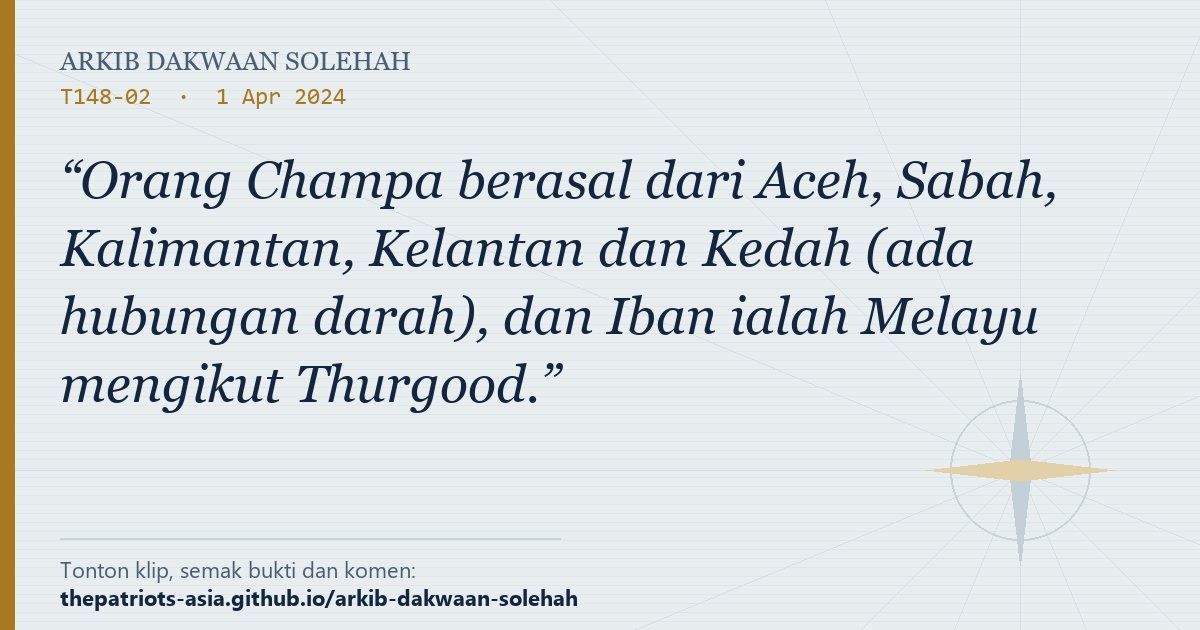 ARKIB DAKWAAN SOLEHAH
T148-02 · 1 Apr 2024
“Orang Champa berasal dari Aceh, Sabah,
Kalimantan, Kelantan dan Kedah (ada
hubungan darah), dan Iban ialah Melayu
mengikut Thurgood.”
Tonton klip, semak bukti dan komen:
thepatriots-asia.github.io/arkib-dakwaan-solehah